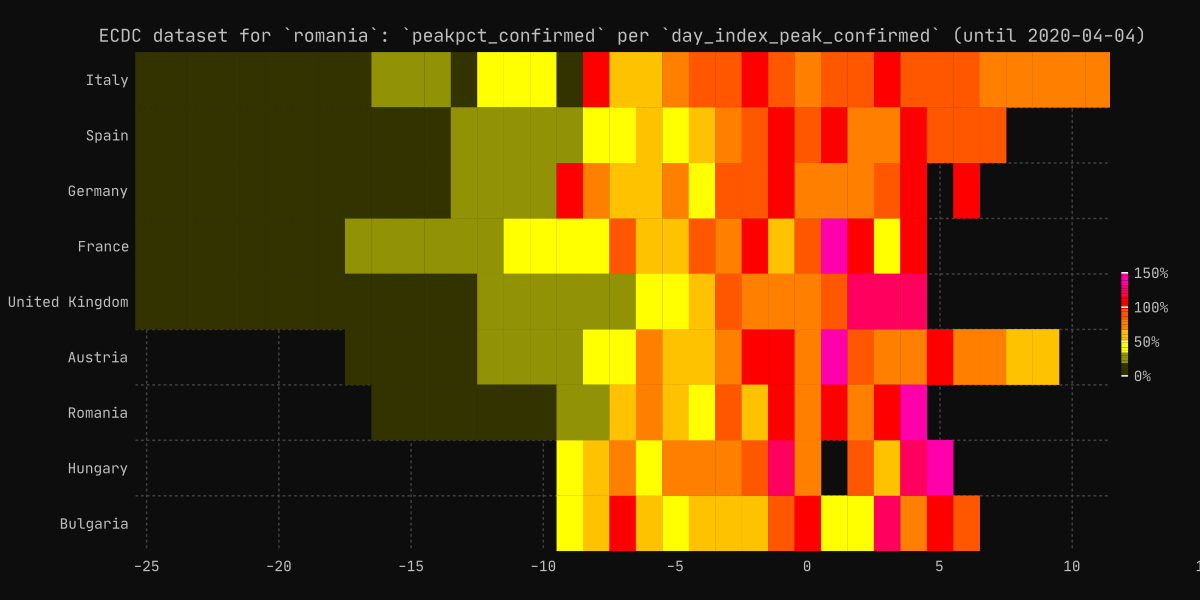 ECDC dataset for `romania`: `peakpct_confirmed` per `day_index_peak_confirmed` (until 2020-04-04)
Italy
Spain
Germany
France
United Kingdom
Austria
Romania
Hungary
Bulgaria
150%
100%
50%
0%
-25 -20 -15 -10 -5 0 5 10